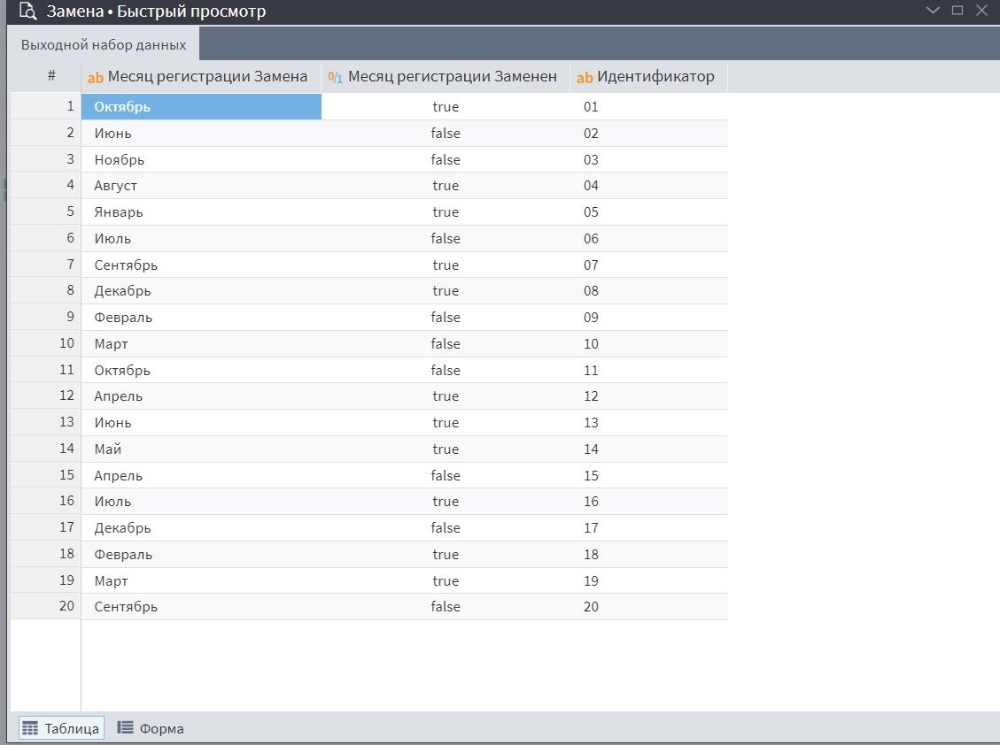 Замена • Быстрый просмотр
Выходной набор данных
# ab Месяц регистрации Замена 0/1 Месяц регистрации Заменен ab Идентификатор
1 Октябрь true 01
2 Июнь false 02
3 Ноябрь false 03
4 Август true 04
5 Январь true 05
6 Июль false 06
7 Сентябрь true 07
8 Декабрь true 08
9 Февраль false 09
10 Март false 10
11 Октябрь false 11
12 Апрель true 12
13 Июнь true 13
14 Май true 14
15 Апрель false 15
16 Июль true 16
17 Декабрь false 17
18 Февраль true 18
19 Март true 19
20 Сентябрь false 20
Таблица Форма